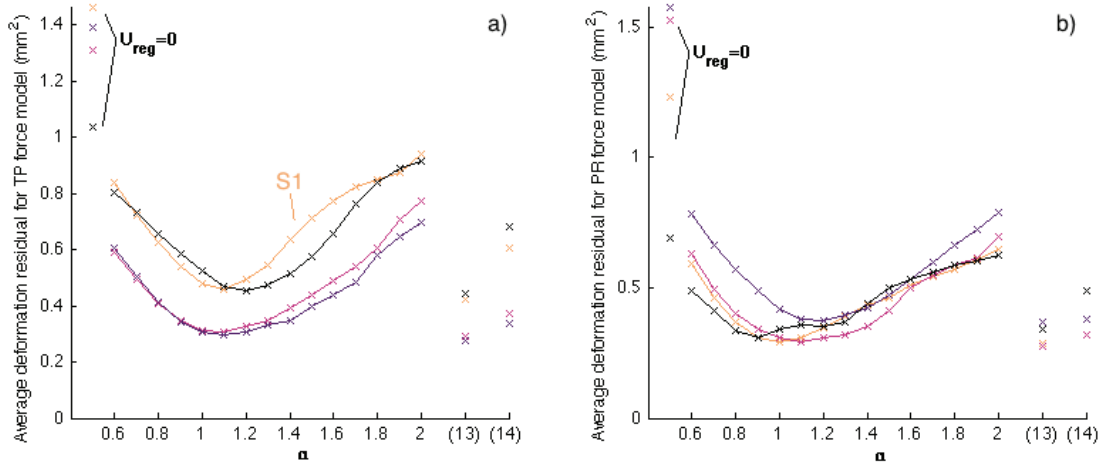 a)
U_reg=0
S1
Average deformation residual for TP force model (mm²)
1.4
1.2
1
0.8
0.6
0.4
0.2
0
0.6 0.8 1 1.2 1.4 1.6 1.8 2 (13) (14)
α
b)
U_reg=0
Average deformation residual for PR force model (mm²)
1.5
1
0.5
0
0.6 0.8 1 1.2 1.4 1.6 1.8 2 (13) (14)
α